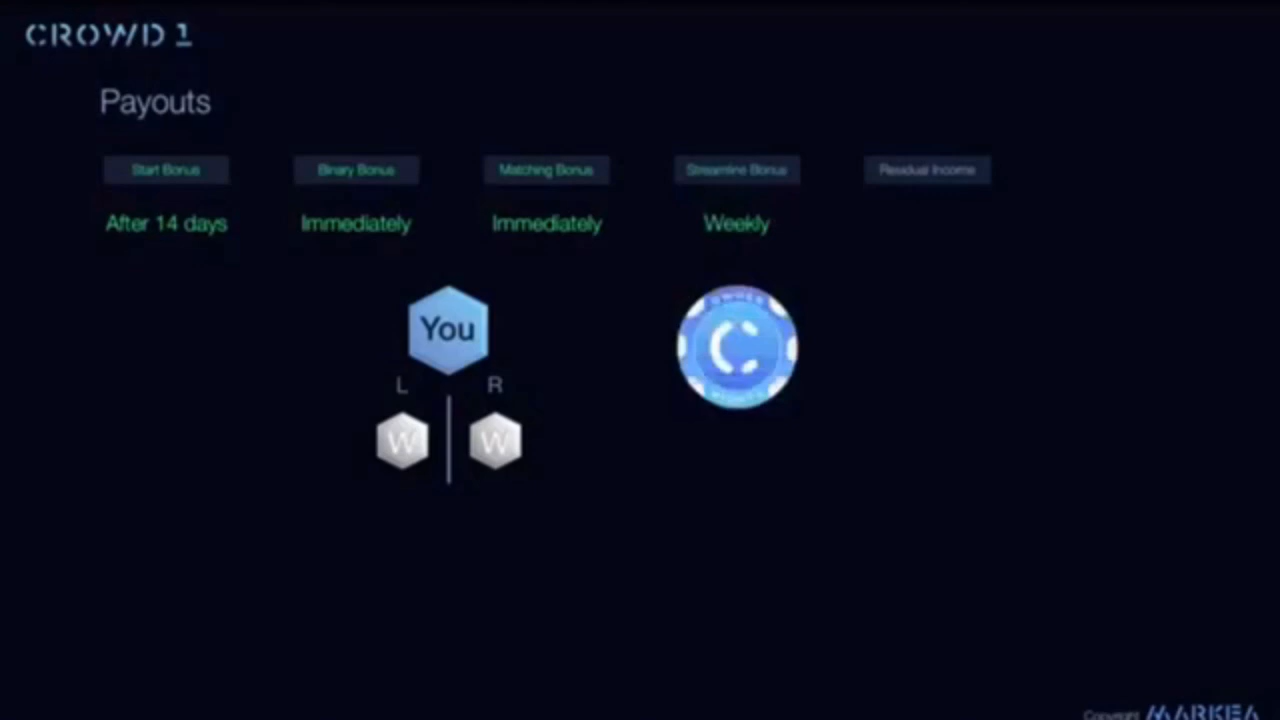 CROWD 1
Payouts
Start Bonus
Binary Bonus
Matching Bonus
Streamline Bonus
Residual Income
After 14 days
Immediately
Immediately
Weekly
You
L R
W W
C
Copyright MARKEA